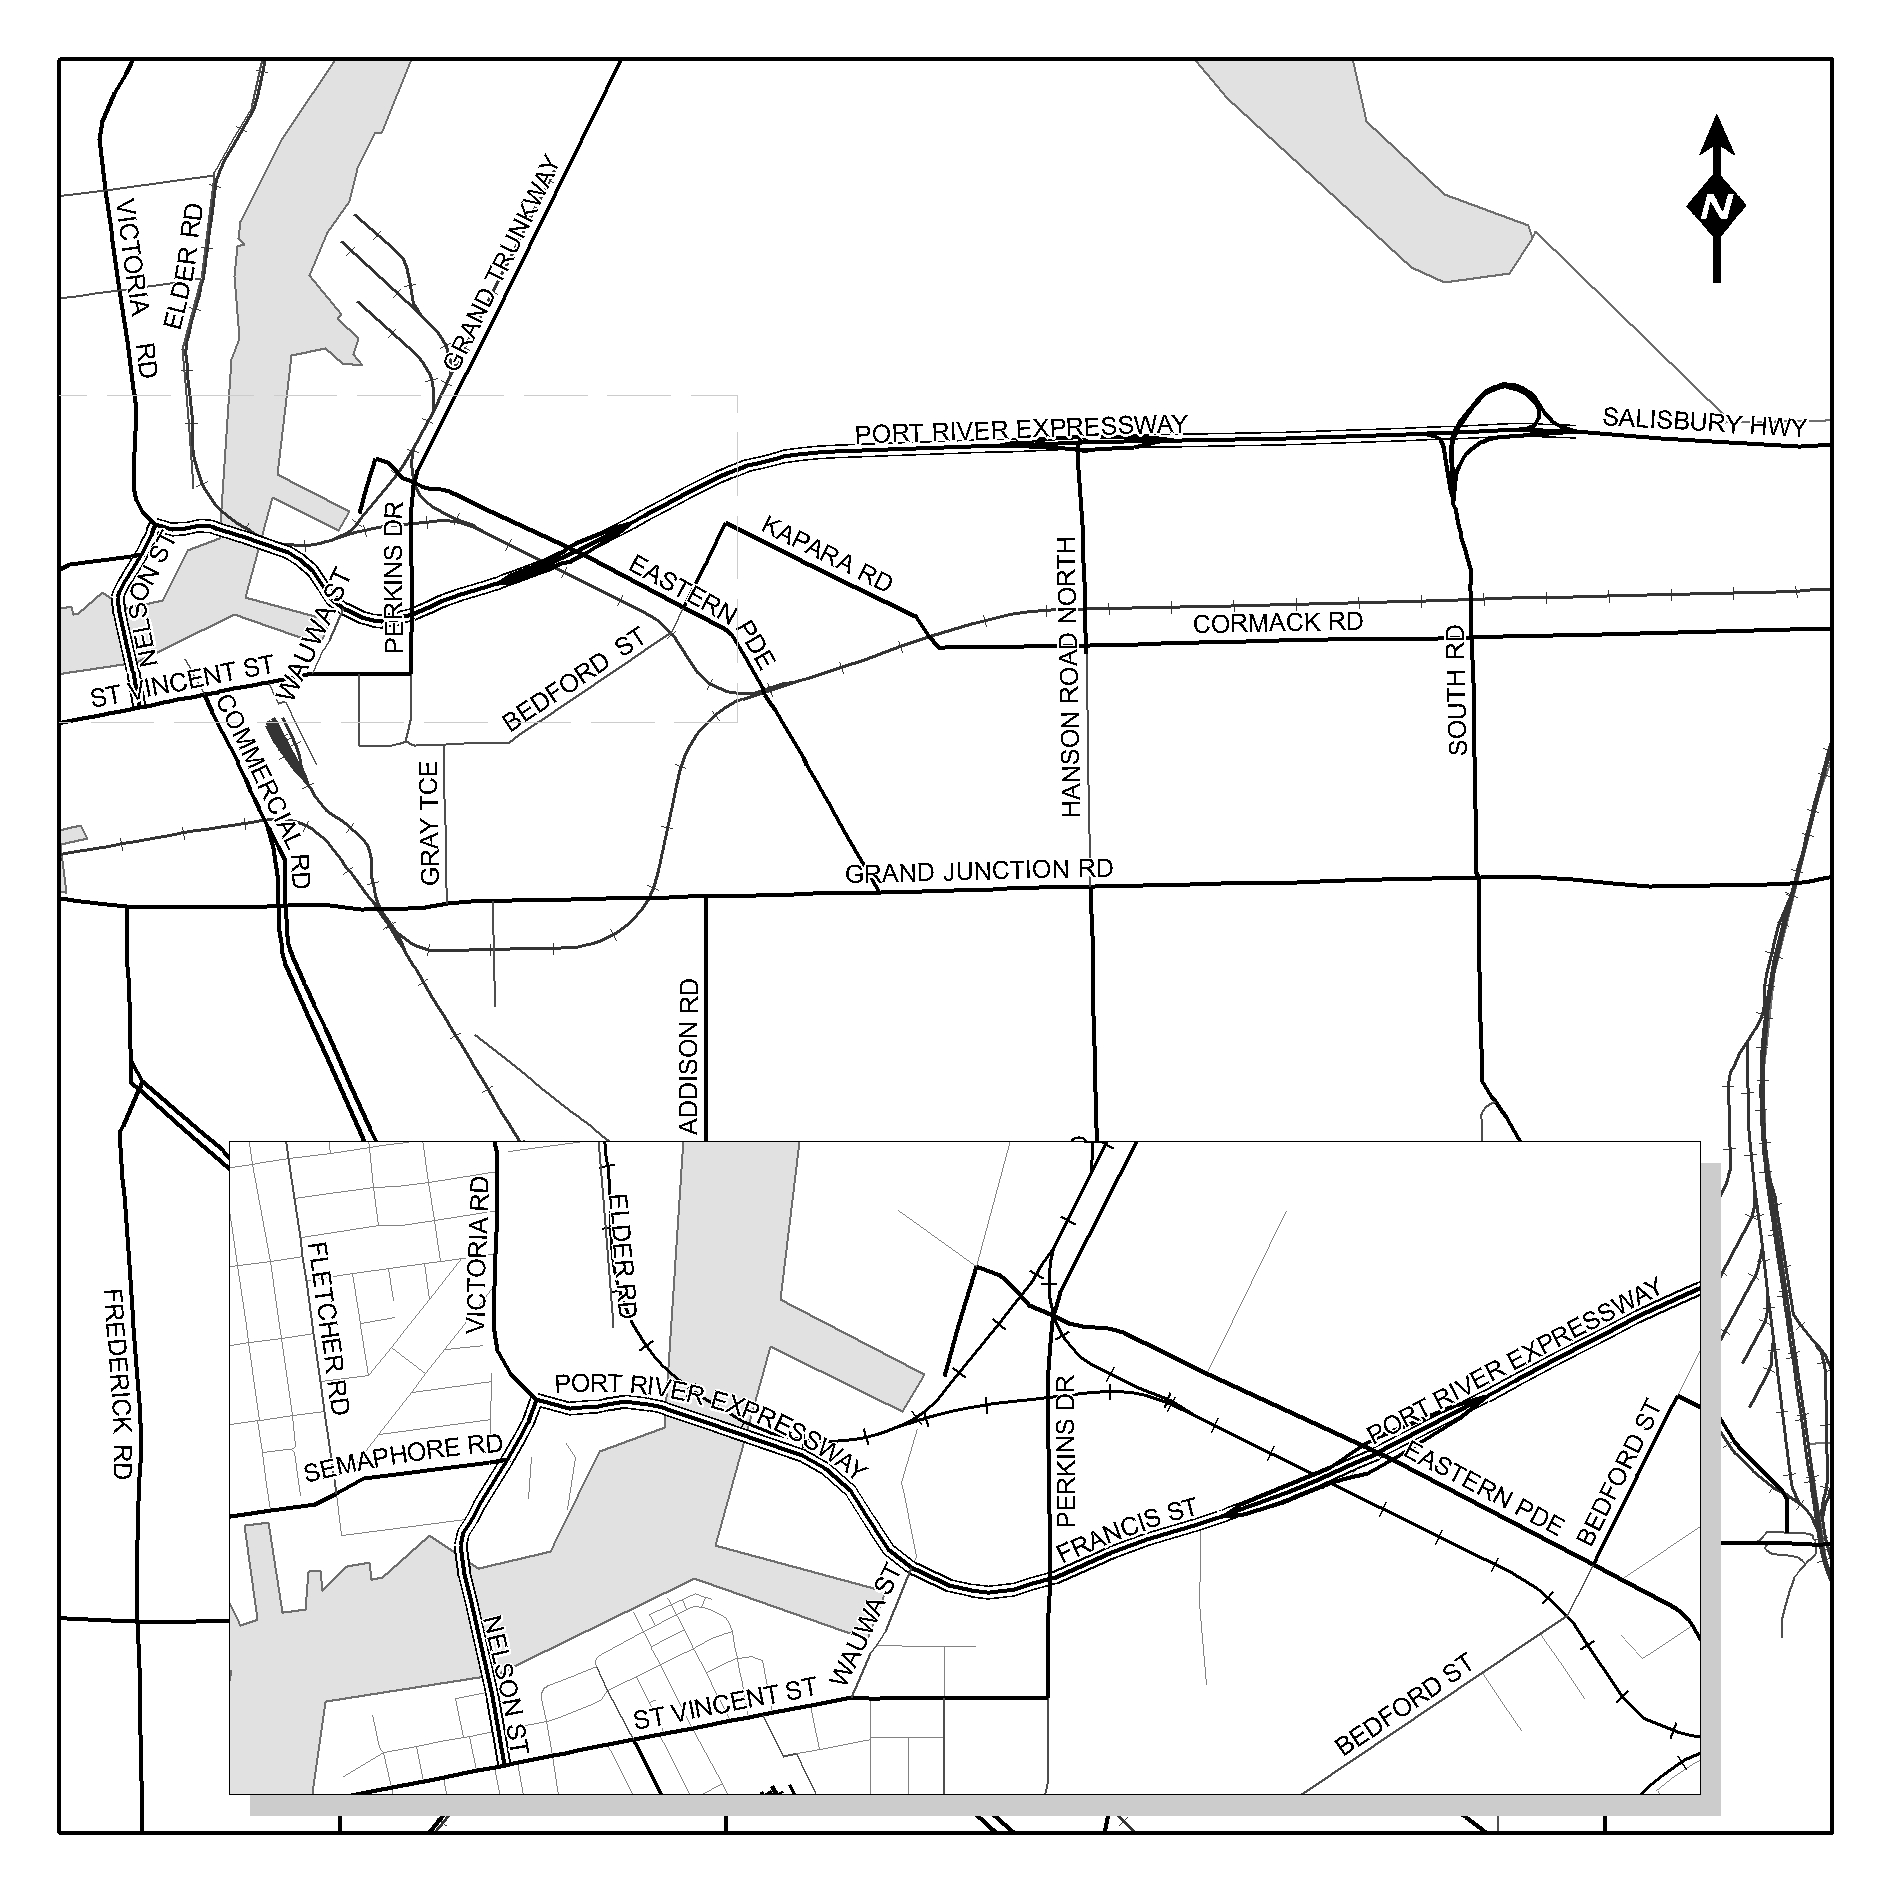 N
VICTORIA RD
ELDER RD
GRAND TRUNKWAY
PORT RIVER EXPRESSWAY
SALISBURY HWY
NELSON ST
WAUWA ST
PERKINS DR
EASTERN PDE
KAPARA RD
BEDFORD ST
HANSON ROAD NORTH
CORMACK RD
SOUTH RD
ST VINCENT ST
COMMERCIAL RD
GRAY TCE
GRAND JUNCTION RD
ADDISON RD
FREDERICK RD
FLETCHER RD
VICTORIA RD
ELDER RD
PORT RIVER EXPRESSWAY
SEMAPHORE RD
NELSON ST
ST VINCENT ST
WAUWA ST
PERKINS DR
FRANCIS ST
PORT RIVER EXPRESSWAY
EASTERN PDE
BEDFORD ST
BEDFORD ST